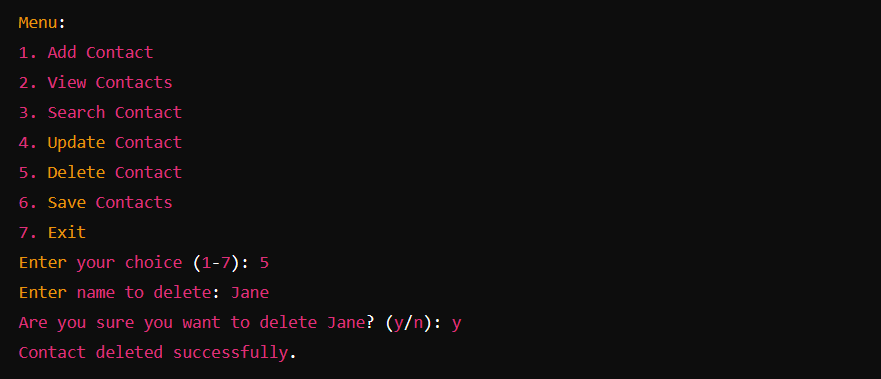 Menu:
1. Add Contact
2. View Contacts
3. Search Contact
4. Update Contact
5. Delete Contact
6. Save Contacts
7. Exit
Enter your choice (1-7): 5
Enter name to delete: Jane
Are you sure you want to delete Jane? (y/n): y
Contact deleted successfully.